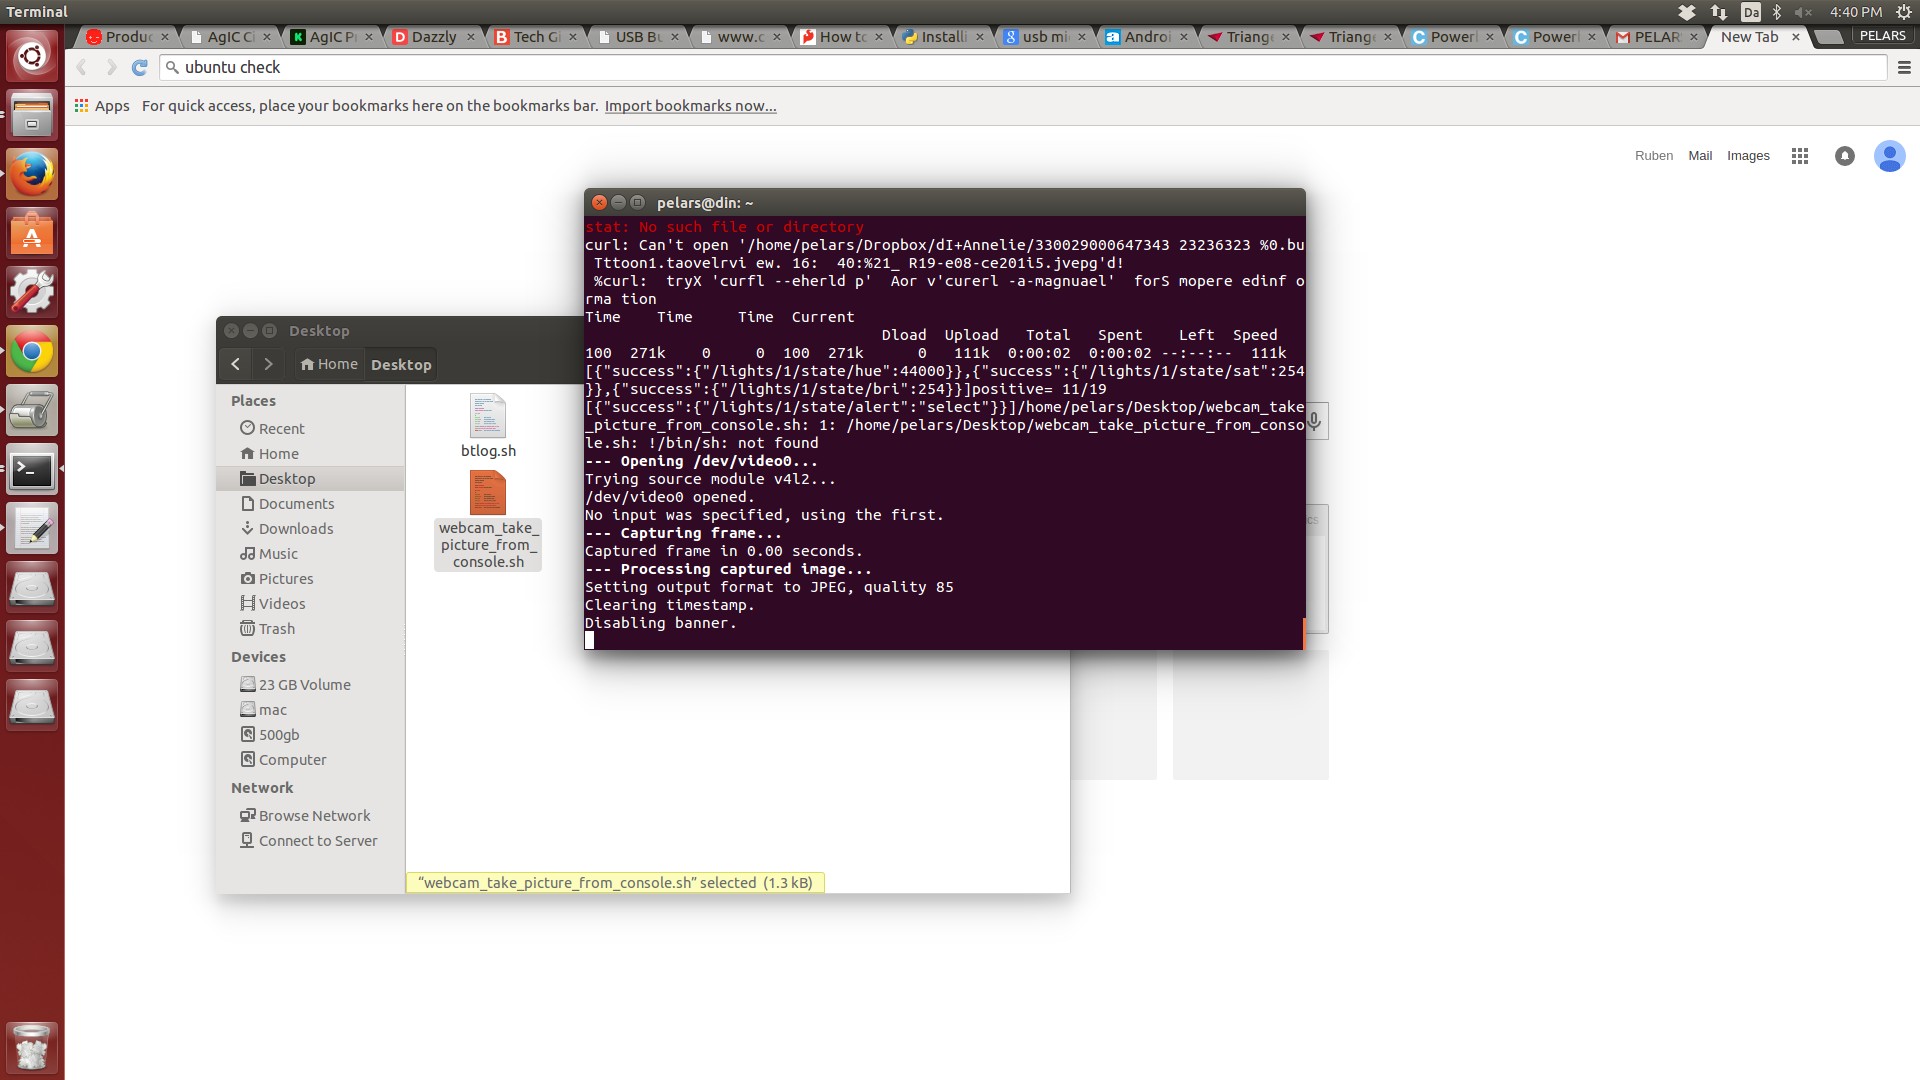 Terminal
Da
4:40 PM
Produc
AgIC C
AgIC P
Dazzly
Tech G
USB Bu
www.c
How to
Installi
usb mi
Androi
Triang
Triang
Powerl
Powerl
PELAR
New Tab
PELARS
ubuntu check
Apps For quick access, place your bookmarks here on the bookmarks bar. Import bookmarks now...
Ruben Mail Images
pelars@din: ~
stat: No such file or directory
curl: Can't open '/home/pelars/Dropbox/dI+Annelie/330029000647343 23236323 %0.bu
Tttoon1.taovelrvi ew. 16:  40:%21_ R19-e08-ce201i5.jvepg'd!
%curl:  tryX 'curfl --eherld p'  Aor v'curerl -a-magnuael'  forS mopere edinf o
rma tion
Time    Time     Time  Current
Dload  Upload   Total   Spent    Left  Speed
100  271k    0     0  100  271k      0   111k  0:00:02  0:00:02 --:--:--  111k
[{"success":{"/lights/1/state/hue":44000}},{"success":{"/lights/1/state/sat":254
}},{"success":{"/lights/1/state/bri":254}}]positive= 11/19
[{"success":{"/lights/1/state/alert":"select"}}]/home/pelars/Desktop/webcam_take
_picture_from_console.sh: 1: /home/pelars/Desktop/webcam_take_picture_from_conso
le.sh: !/bin/sh: not found
--- Opening /dev/video0...
Trying source module v4l2...
/dev/video0 opened.
No input was specified, using the first.
--- Capturing frame...
Captured frame in 0.00 seconds.
--- Processing captured image...
Setting output format to JPEG, quality 85
Clearing timestamp.
Disabling banner.
Desktop
Home
Desktop
Places
Recent
Home
Desktop
Documents
Downloads
Music
Pictures
Videos
Trash
Devices
23 GB Volume
mac
500gb
Computer
Network
Browse Network
Connect to Server
btlog.sh
webcam_take_
picture_from_
console.sh
“webcam_take_picture_from_console.sh” selected (1.3 kB)